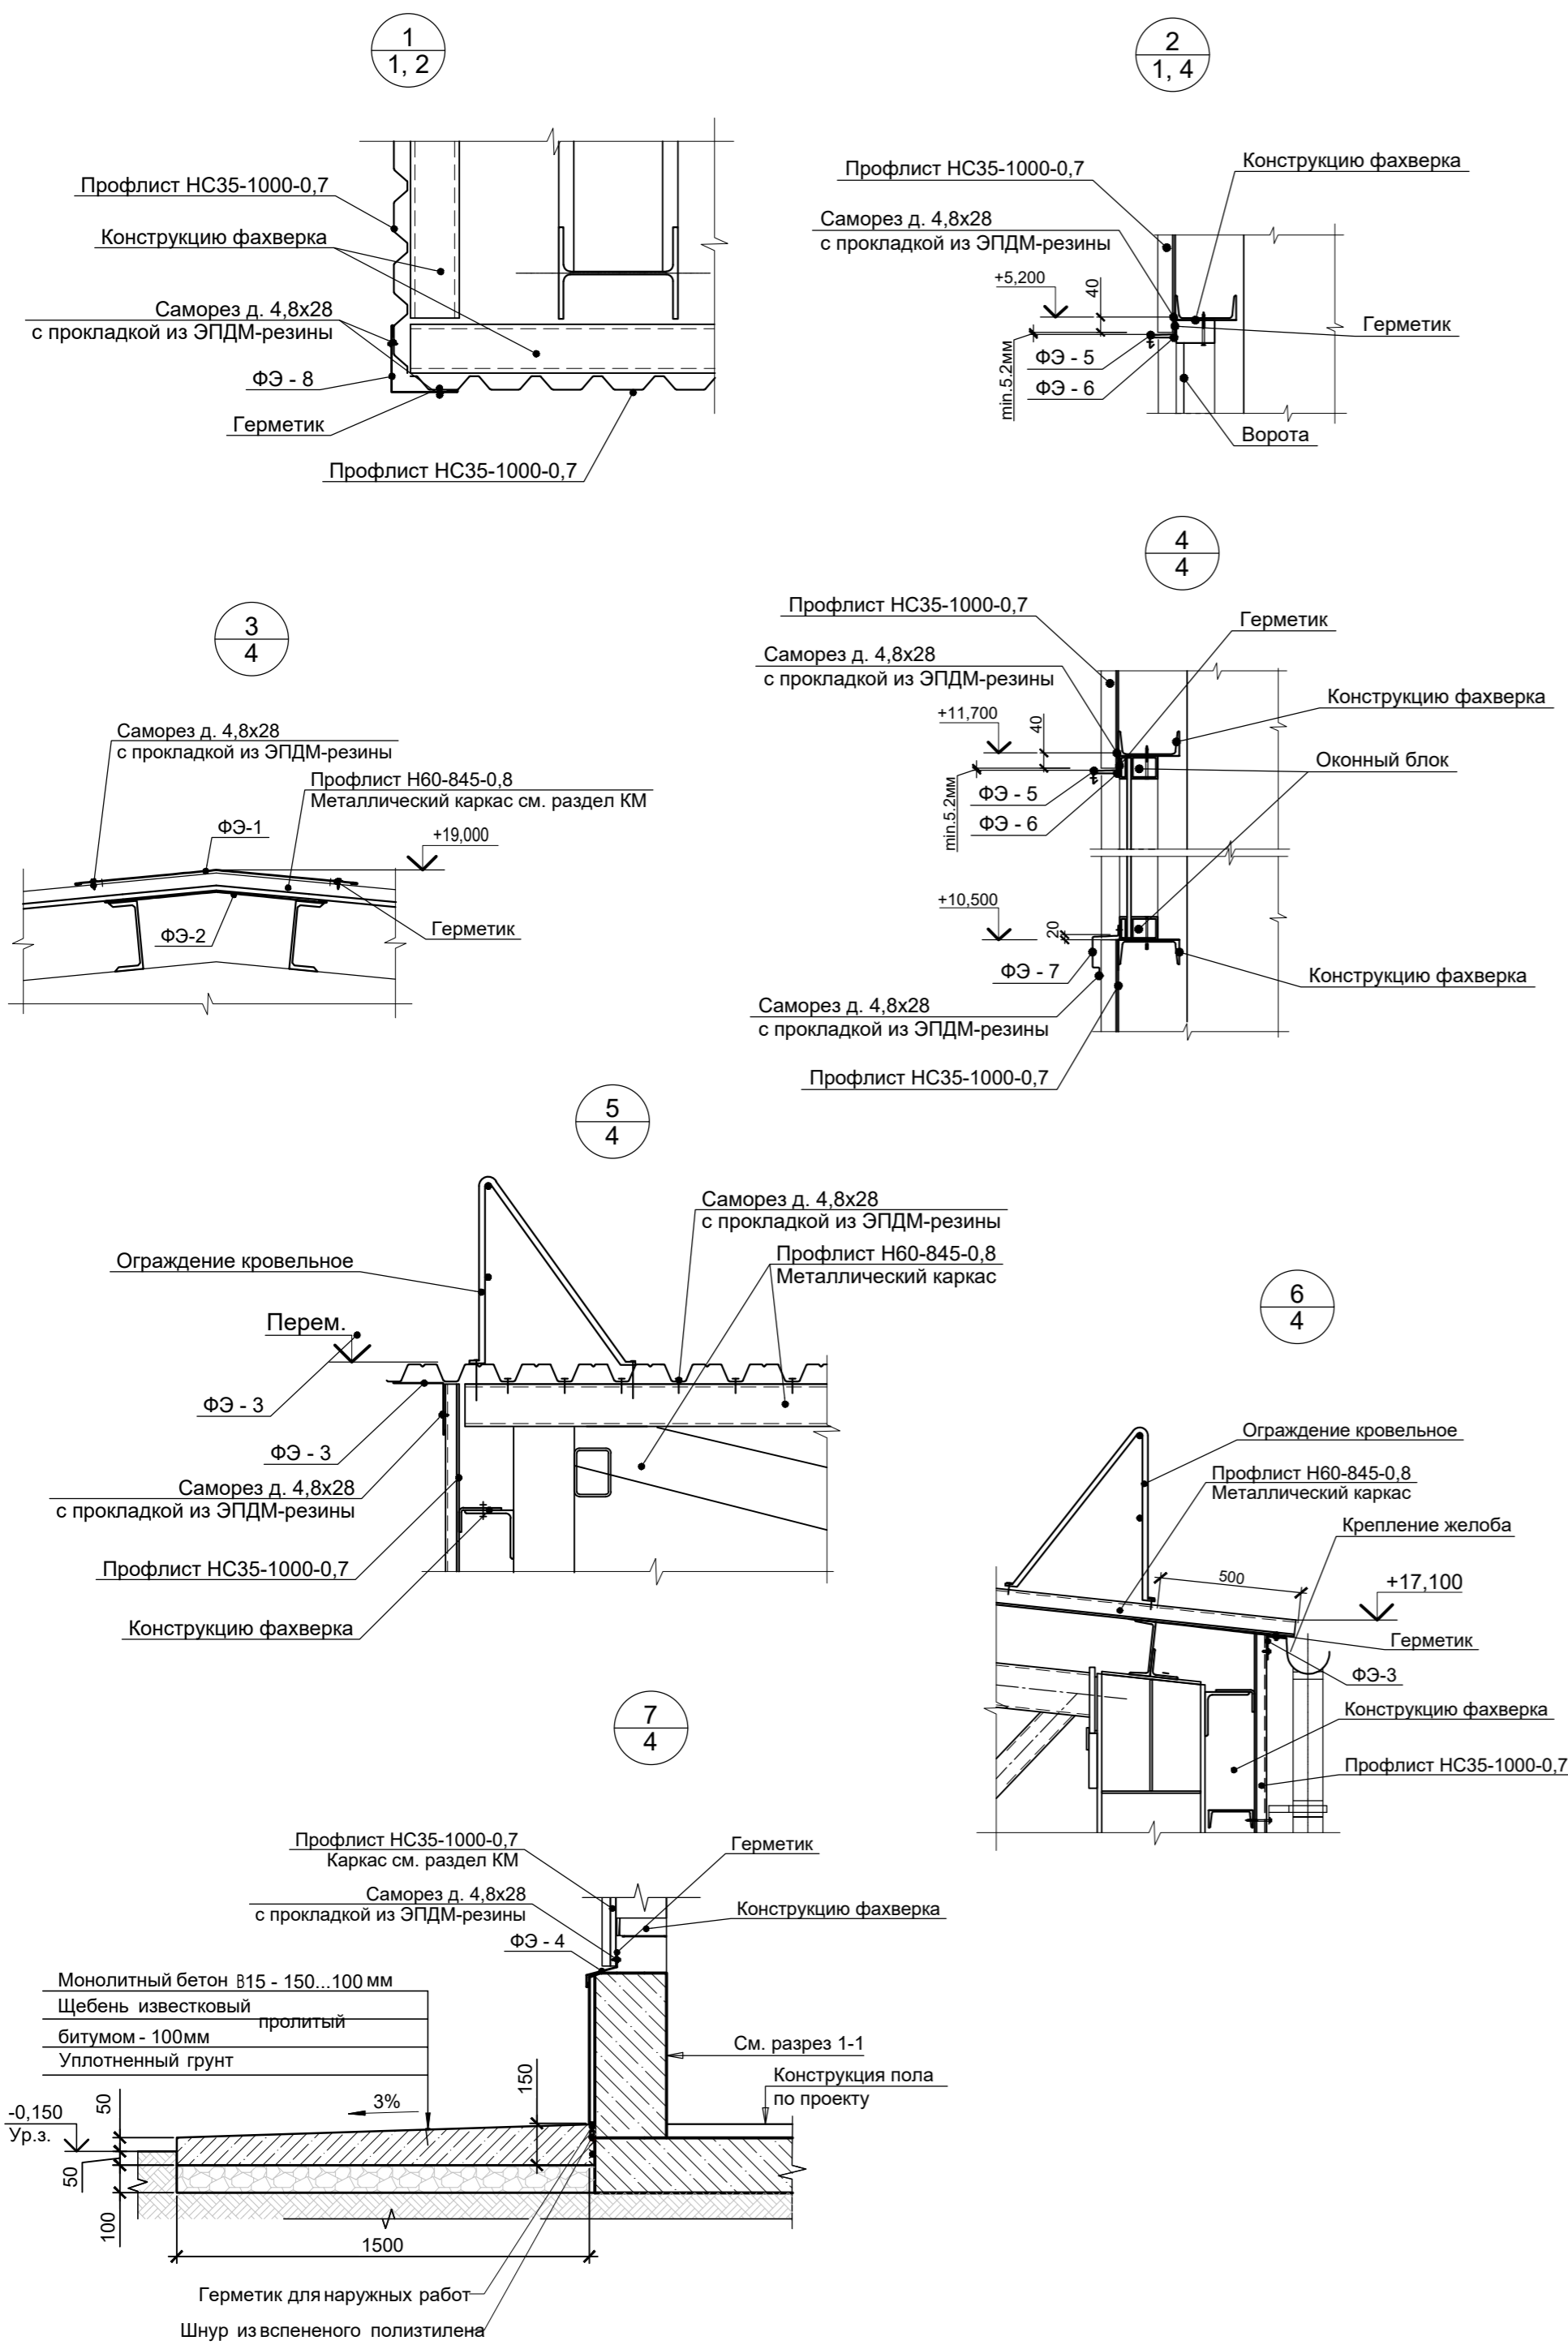 1
1, 2
Профлист НС35-1000-0,7
Конструкцию фахверка
Саморез д. 4,8х28
с прокладкой из ЭПДМ-резины
ФЭ - 8
Герметик
Профлист НС35-1000-0,7
2
1, 4
Профлист НС35-1000-0,7
Конструкцию фахверка
Саморез д. 4,8х28
с прокладкой из ЭПДМ-резины
+5,200
40
Герметик
min.5.2мм
ФЭ - 5
ФЭ - 6
Ворота
3
4
Саморез д. 4,8х28
с прокладкой из ЭПДМ-резины
Профлист Н60-845-0,8
Металлический каркас см. раздел КМ
ФЭ-1
+19,000
ФЭ-2
Герметик
4
4
Профлист НС35-1000-0,7
Герметик
Саморез д. 4,8х28
с прокладкой из ЭПДМ-резины
Конструкцию фахверка
+11,700
40
Оконный блок
min.5.2мм
ФЭ - 5
ФЭ - 6
+10,500
20
ФЭ - 7
Конструкцию фахверка
Саморез д. 4,8х28
с прокладкой из ЭПДМ-резины
Профлист НС35-1000-0,7
5
4
Саморез д. 4,8х28
с прокладкой из ЭПДМ-резины
Ограждение кровельное
Профлист Н60-845-0,8
Металлический каркас
Перем.
ФЭ - 3
ФЭ - 3
Саморез д. 4,8х28
с прокладкой из ЭПДМ-резины
Профлист НС35-1000-0,7
Конструкцию фахверка
6
4
Ограждение кровельное
Профлист Н60-845-0,8
Металлический каркас
Крепление желоба
500
+17,100
Герметик
ФЭ-3
Конструкцию фахверка
Профлист НС35-1000-0,7
7
4
Профлист НС35-1000-0,7
Каркас см. раздел КМ
Герметик
Саморез д. 4,8х28
с прокладкой из ЭПДМ-резины
Конструкцию фахверка
ФЭ - 4
Монолитный бетон В15 - 150...100 мм
Щебень известковый
пролитый
битумом - 100мм
Уплотненный грунт
См. разрез 1-1
Конструкция пола
по проекту
150
3%
50
-0,150
Ур.з.
50
100
1500
Герметик для наружных работ
Шнур из вспененого полиэтилена